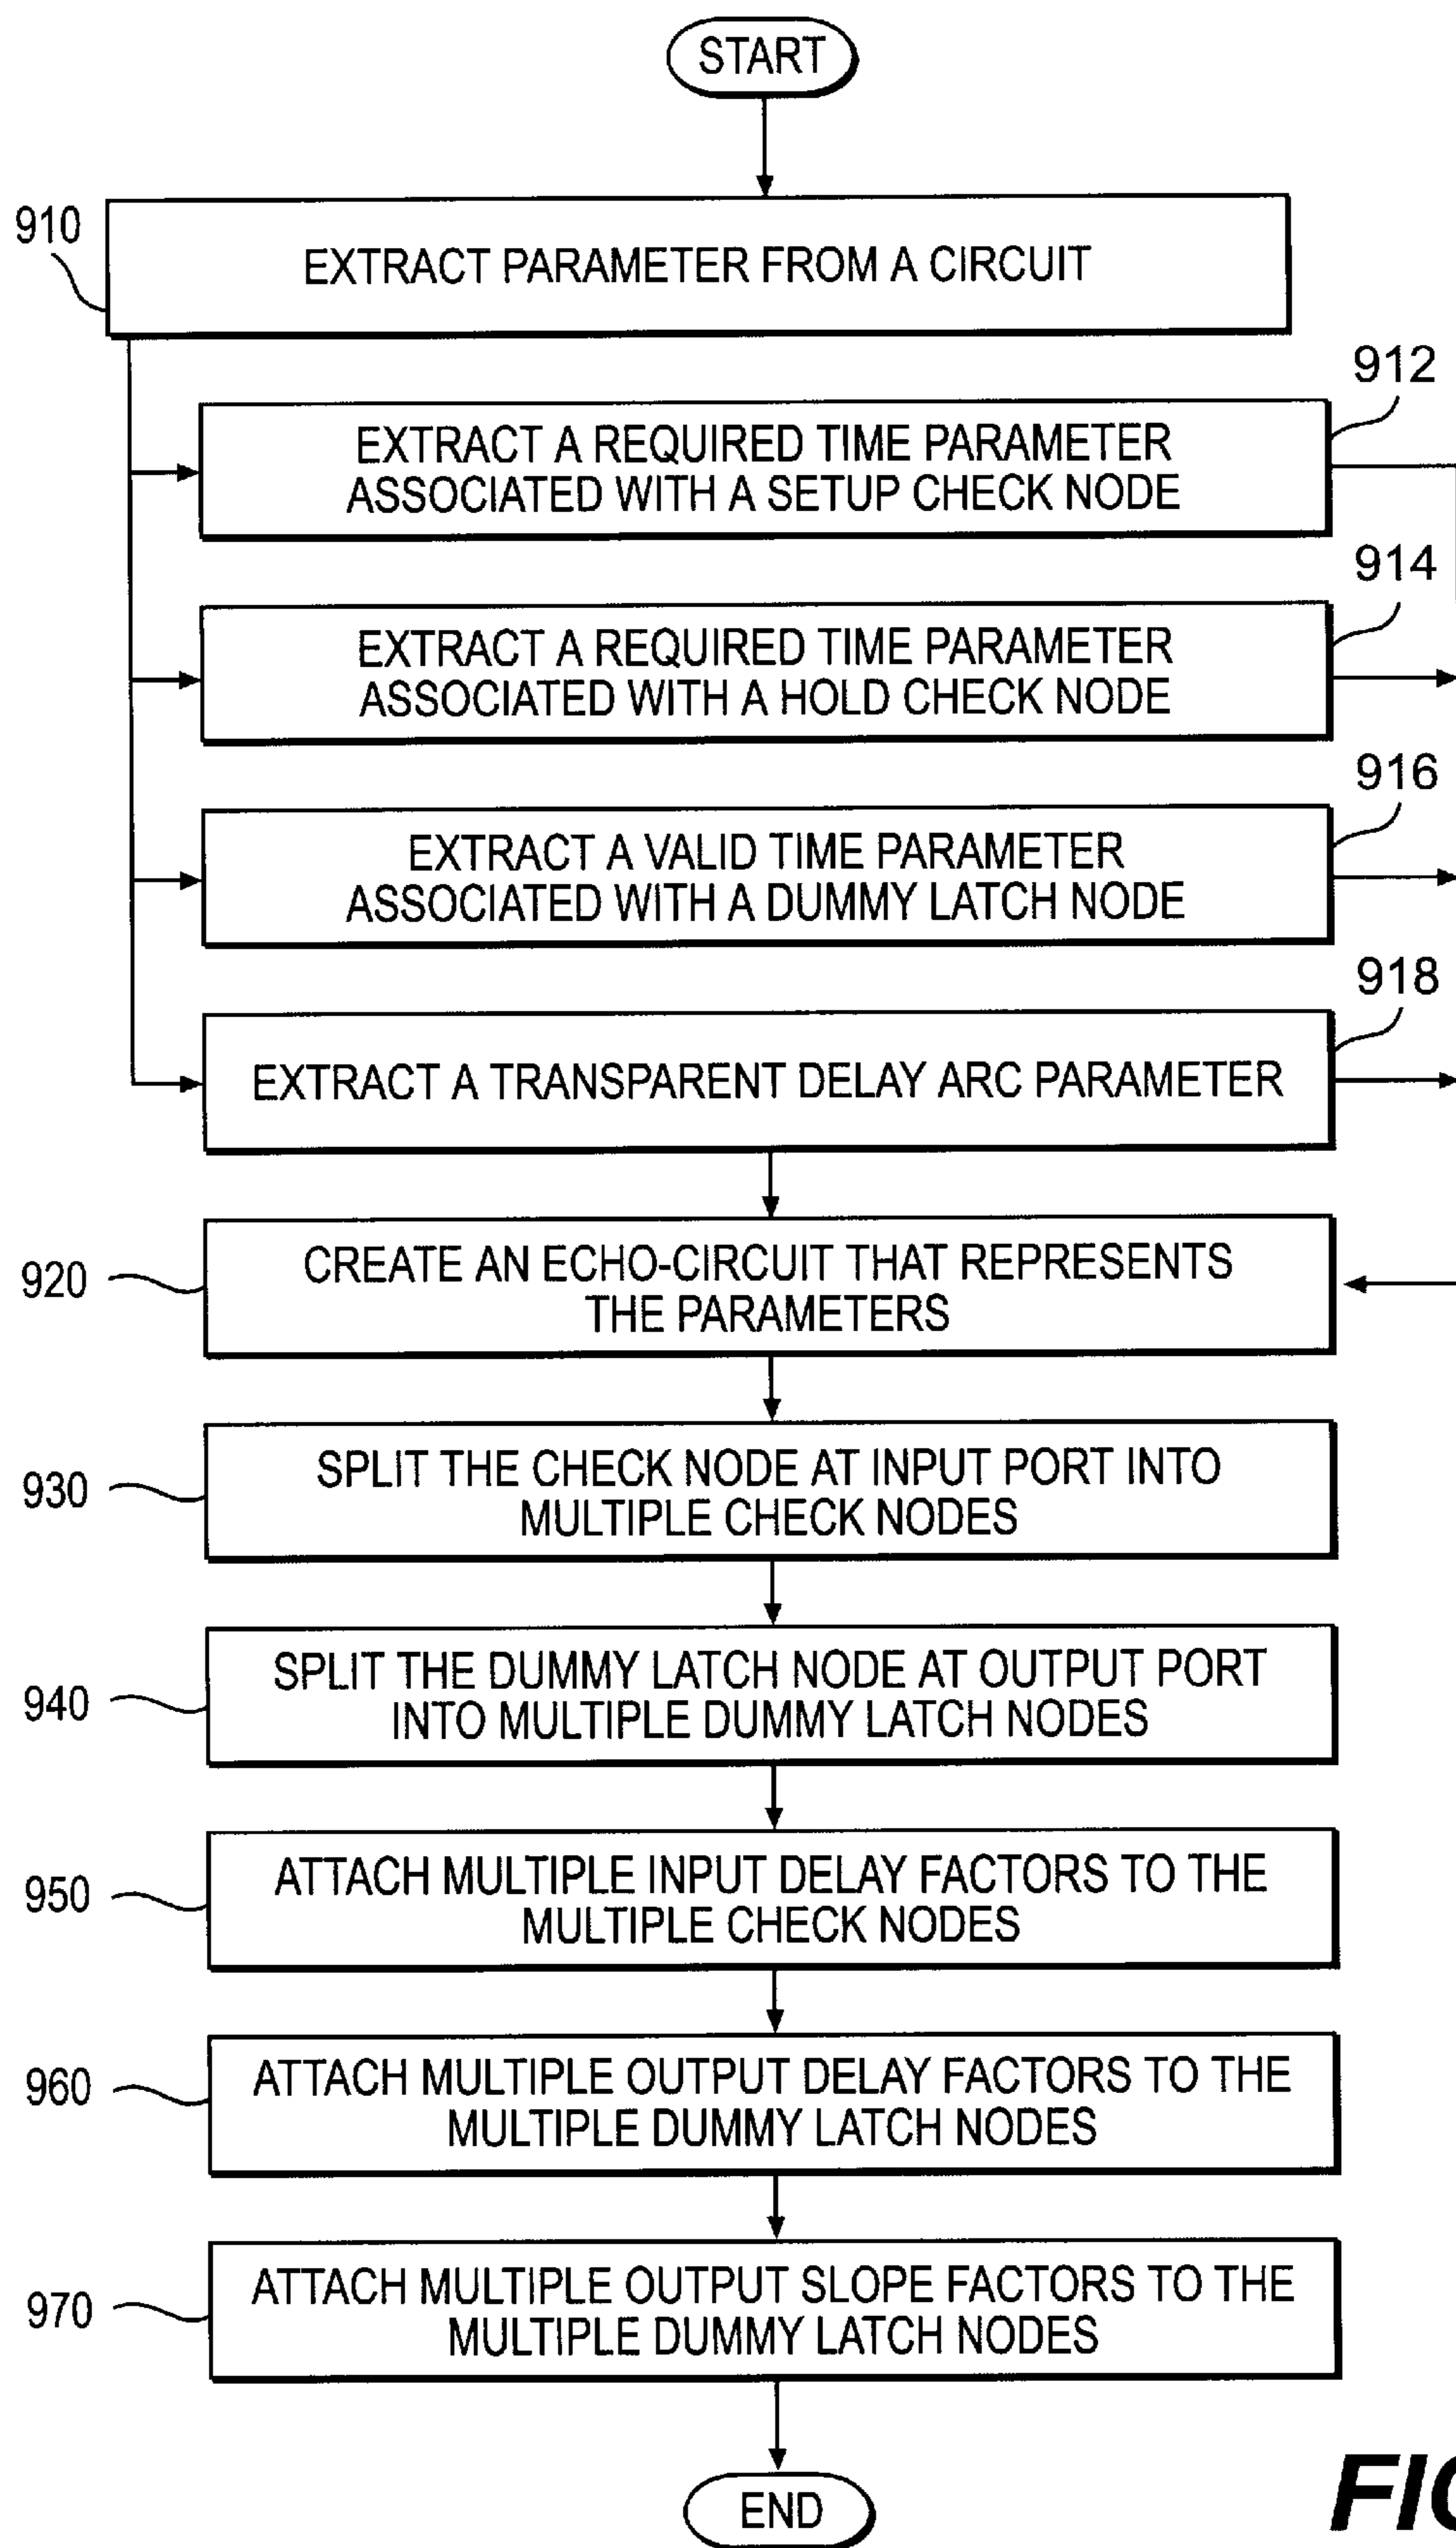 START
910
EXTRACT PARAMETER FROM A CIRCUIT
912
EXTRACT A REQUIRED TIME PARAMETER
ASSOCIATED WITH A SETUP CHECK NODE
914
EXTRACT A REQUIRED TIME PARAMETER
ASSOCIATED WITH A HOLD CHECK NODE
916
EXTRACT A VALID TIME PARAMETER
ASSOCIATED WITH A DUMMY LATCH NODE
918
EXTRACT A TRANSPARENT DELAY ARC PARAMETER
920
CREATE AN ECHO-CIRCUIT THAT REPRESENTS
THE PARAMETERS
930
SPLIT THE CHECK NODE AT INPUT PORT INTO
MULTIPLE CHECK NODES
940
SPLIT THE DUMMY LATCH NODE AT OUTPUT PORT
INTO MULTIPLE DUMMY LATCH NODES
950
ATTACH MULTIPLE INPUT DELAY FACTORS TO THE
MULTIPLE CHECK NODES
960
ATTACH MULTIPLE OUTPUT DELAY FACTORS TO THE
MULTIPLE DUMMY LATCH NODES
970
ATTACH MULTIPLE OUTPUT SLOPE FACTORS TO THE
MULTIPLE DUMMY LATCH NODES
END